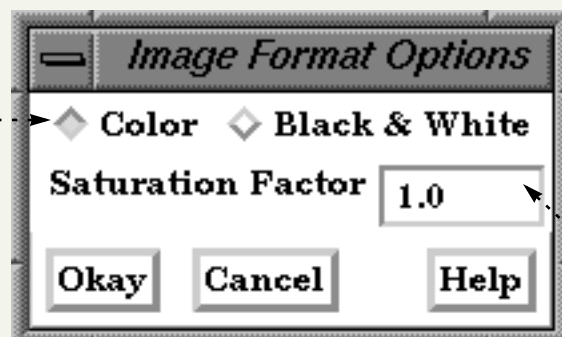 Image Format Options
Color Black & White
Saturation Factor 1.0
Okay Cancel Help